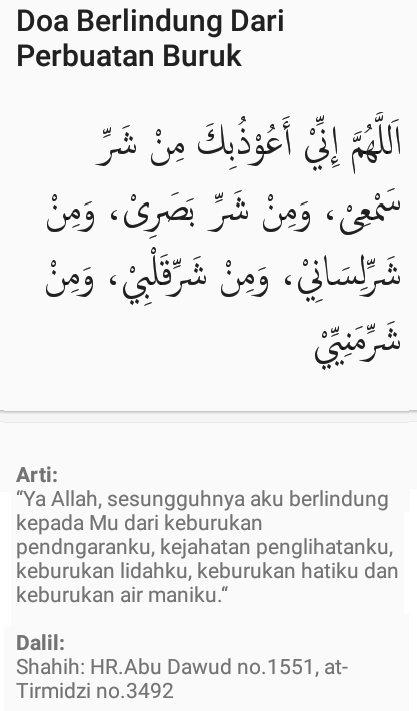 Doa Berlindung Dari
Perbuatan Buruk
اَللَّهُمَّ إِنِّيْ أَعُوْذُبِكَ مِنْ شَرِّ
سَمْعِيْ، وَمِنْ شَرِّ بَصَرِىْ، وَمِنْ
شَرِّلِسَانِيْ، وَمِنْ شَرِّقَلْبِيْ، وَمِنْ
شَرِّمَنِيِّيْ
Arti:
“Ya Allah, sesungguhnya aku berlindung
kepada Mu dari keburukan
pendngaranku, kejahatan penglihatanku,
keburukan lidahku, keburukan hatiku dan
keburukan air maniku.“
Dalil:
Shahih: HR.Abu Dawud no.1551, at-
Tirmidzi no.3492